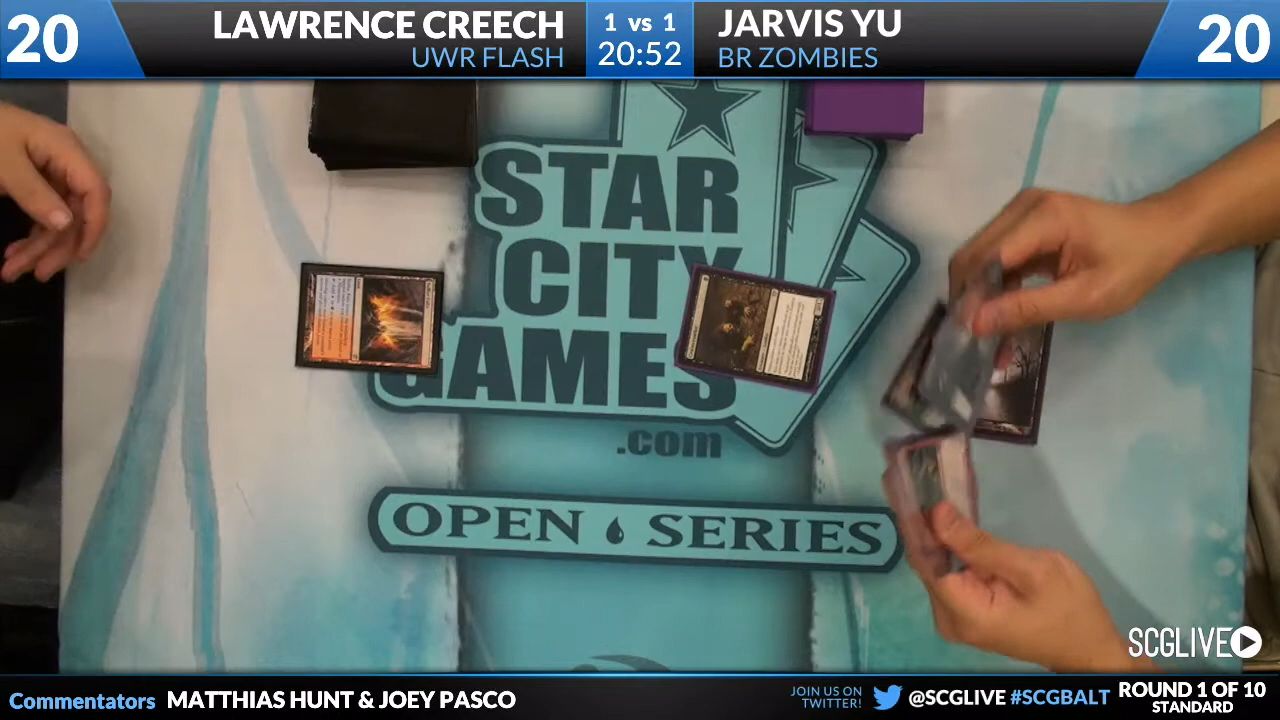 20
LAWRENCE CREECH
UWR FLASH
1 vs 1
20:52
JARVIS YU
BR ZOMBIES
20
STAR
CITY
GAMES
.com
OPEN SERIES
SCGLIVE
Commentators MATTHIAS HUNT & JOEY PASCO
JOIN US ON
TWITTER!
@SCGLIVE #SCGBALT
ROUND 1 OF 10
STANDARD